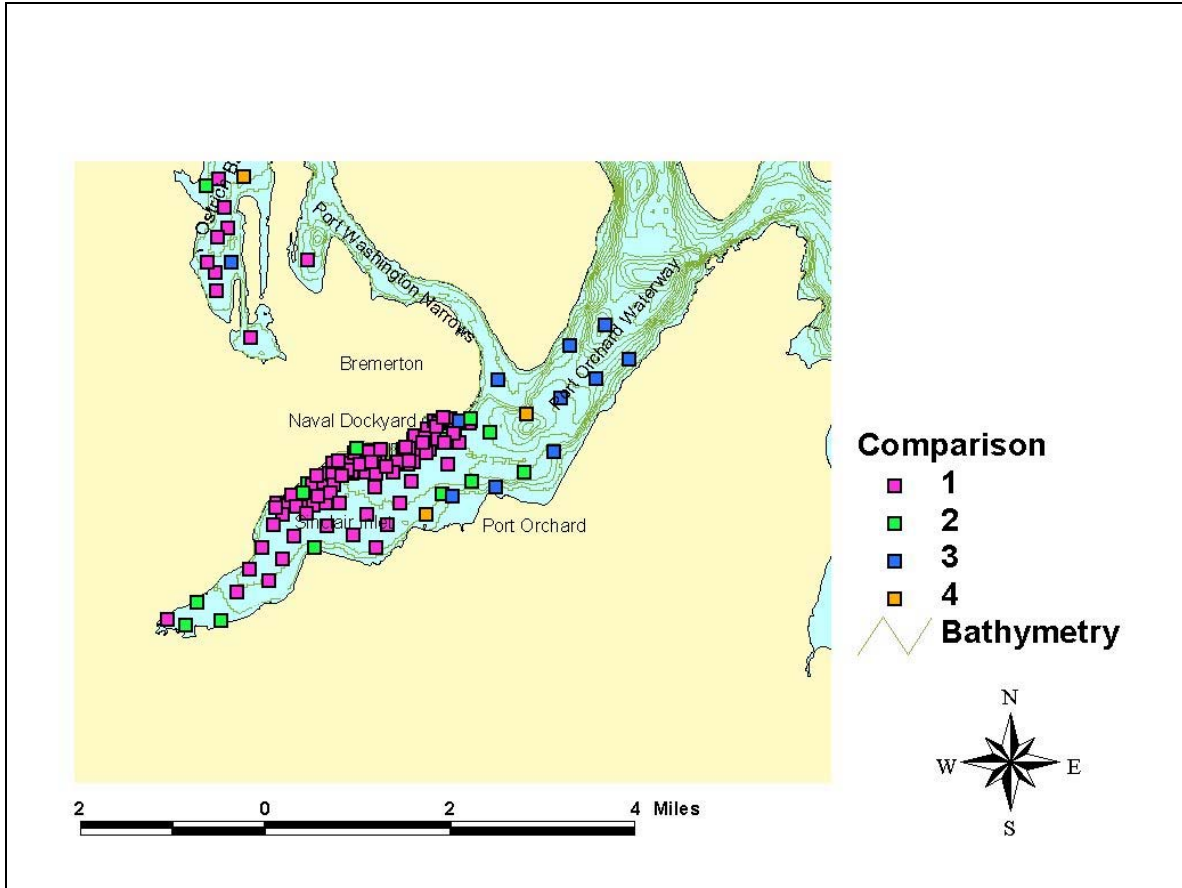 Ostrich B
Port Washington Narrows
Port Orchard Waterway
Bremerton
Naval Dockyard
Sinclair Inlet
Port Orchard
Comparison
1
2
3
4
Bathymetry
N
W E
S
2 0 2 4 Miles